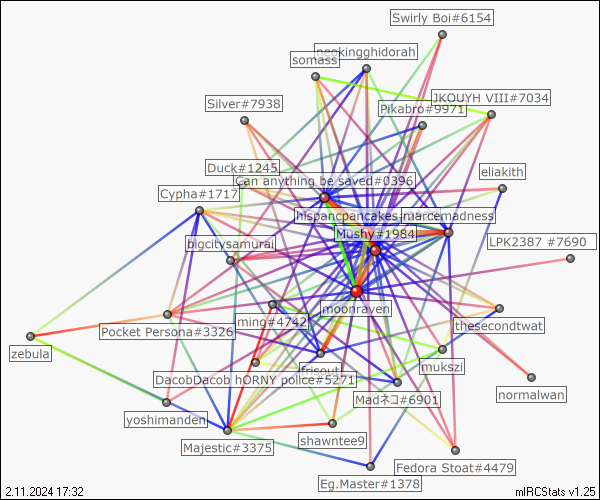 Swirly Boi#6154
neokingghidorah
somass
JKOUYH VIII#7034
Silver#7938
Pikabro#9971
Duck#1245
eliakith
Can anything be saved#0396
Cypha#1717
hispancpancakes
marcemadness
Mushy#1984
LPK2387 #7690
bigcitysamurai
moonraven
ming#4742
thesecondtwat
Pocket Persona#3326
zebula
frisout
mukszi
DacobDacob hORNY police#5271
normalwan
Madネコ#6901
yoshimanden
shawntee9
Majestic#3375
Fedora Stoat#4479
Eg.Master#1378
2.11.2024 17:32
mIRCStats v1.25